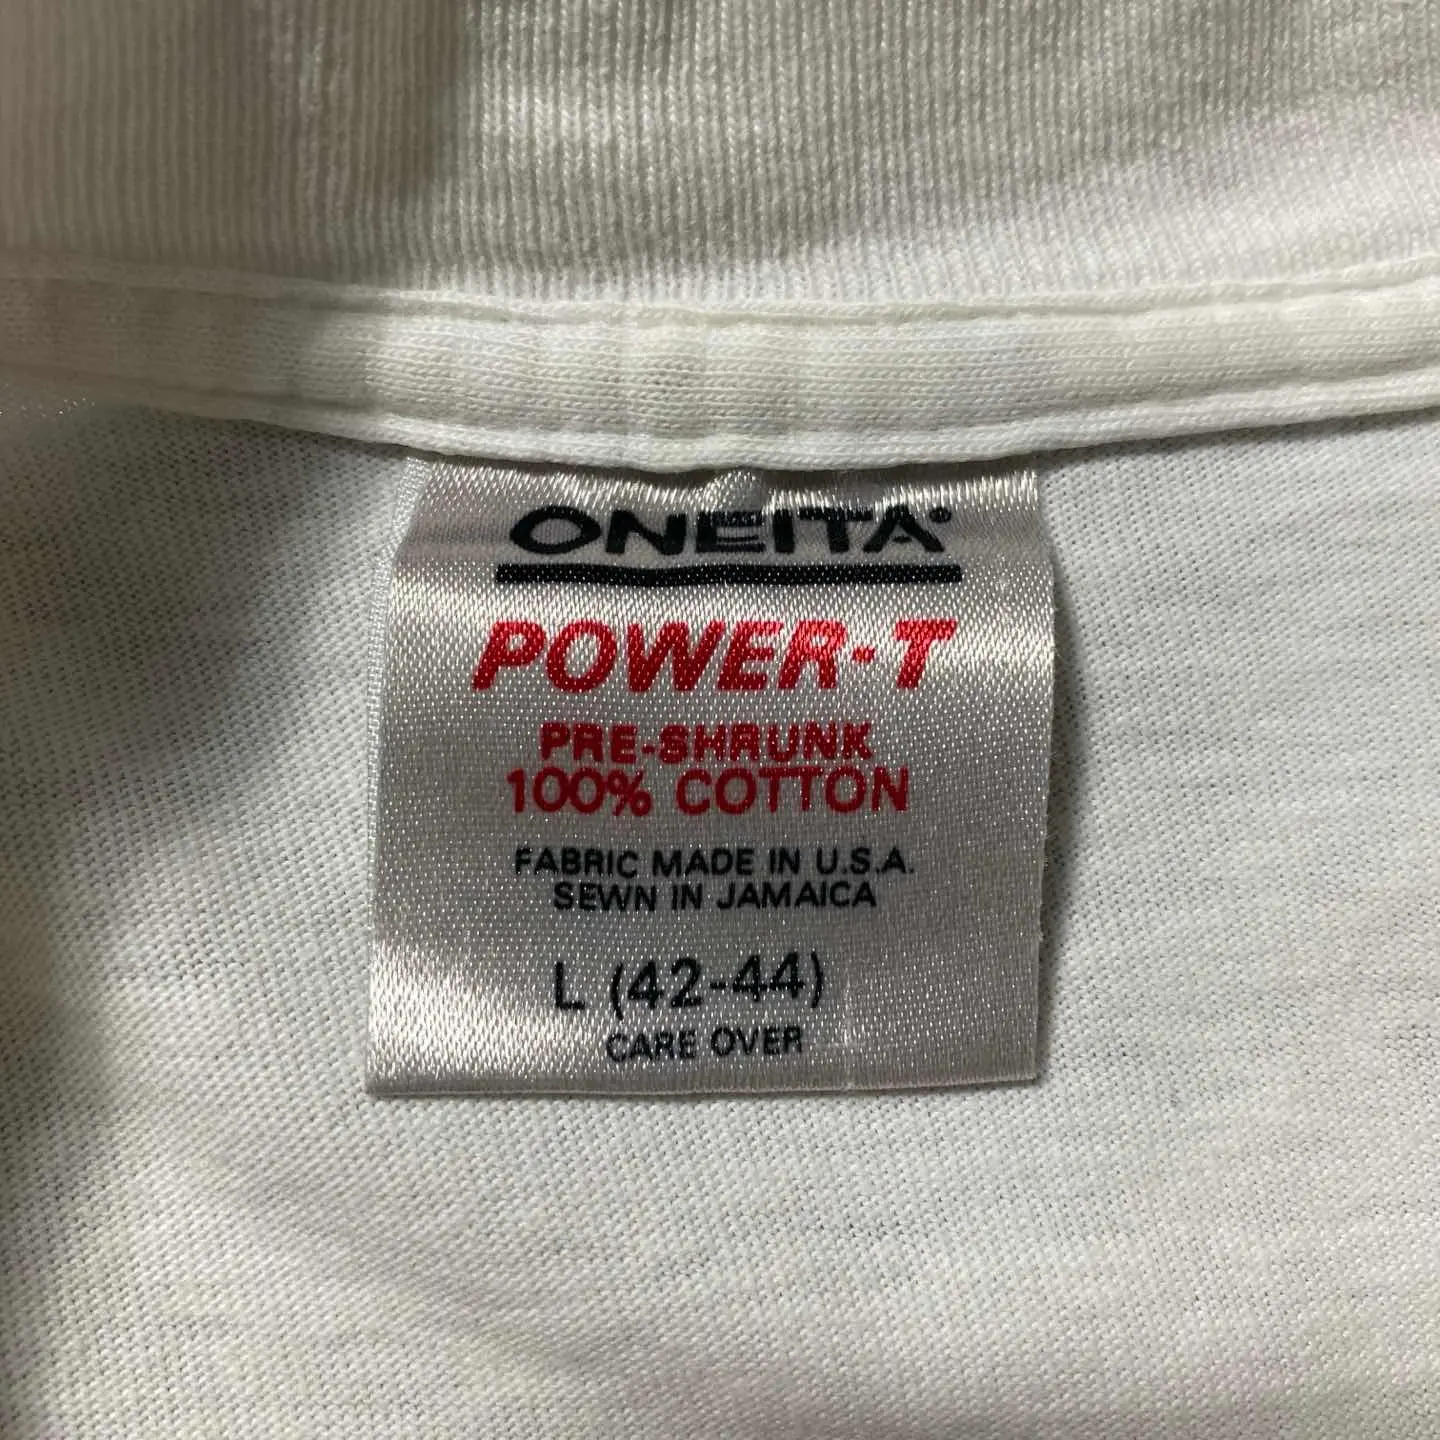 ONEITA®
POWER-T
PRE-SHRUNK
100% COTTON
FABRIC MADE IN U.S.A.
SEWN IN JAMAICA
L (42-44)
CARE OVER